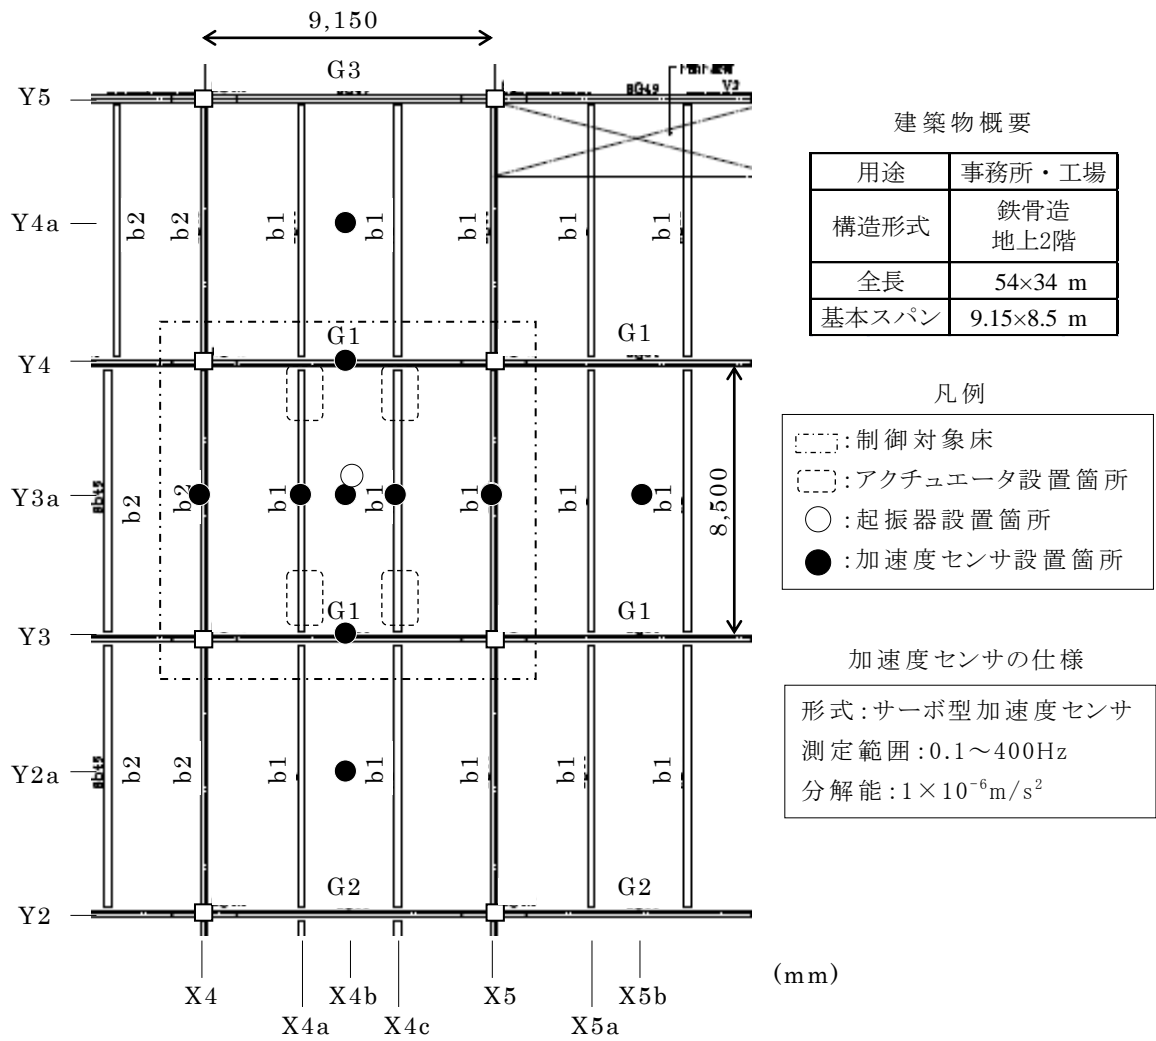 9,150
G3
BG49
V2
Y5
Y4a
b2
b2
b1
b1
b1
b1
b1
G1
G1
Y4
Y3a
b2
b2
b1
b1
b1
b1
b1
8,500
G1
G1
Y3
Y2a
b2
b2
b1
b1
b1
b1
b1
G2
G2
Y2
X4
X4b
X5
X5b
X4a
X4c
X5a
(mm)
建築物概要
用途 事務所・工場
構造形式 鉄骨造
地上2階
全長 54×34 m
基本スパン 9.15×8.5 m
凡例
:制御対象床
:アクチュエータ設置箇所
:起振器設置箇所
:加速度センサ設置箇所
加速度センサの仕様
形式:サーボ型加速度センサ
測定範囲:0.1～400Hz
分解能:1×10⁻⁶m/s²